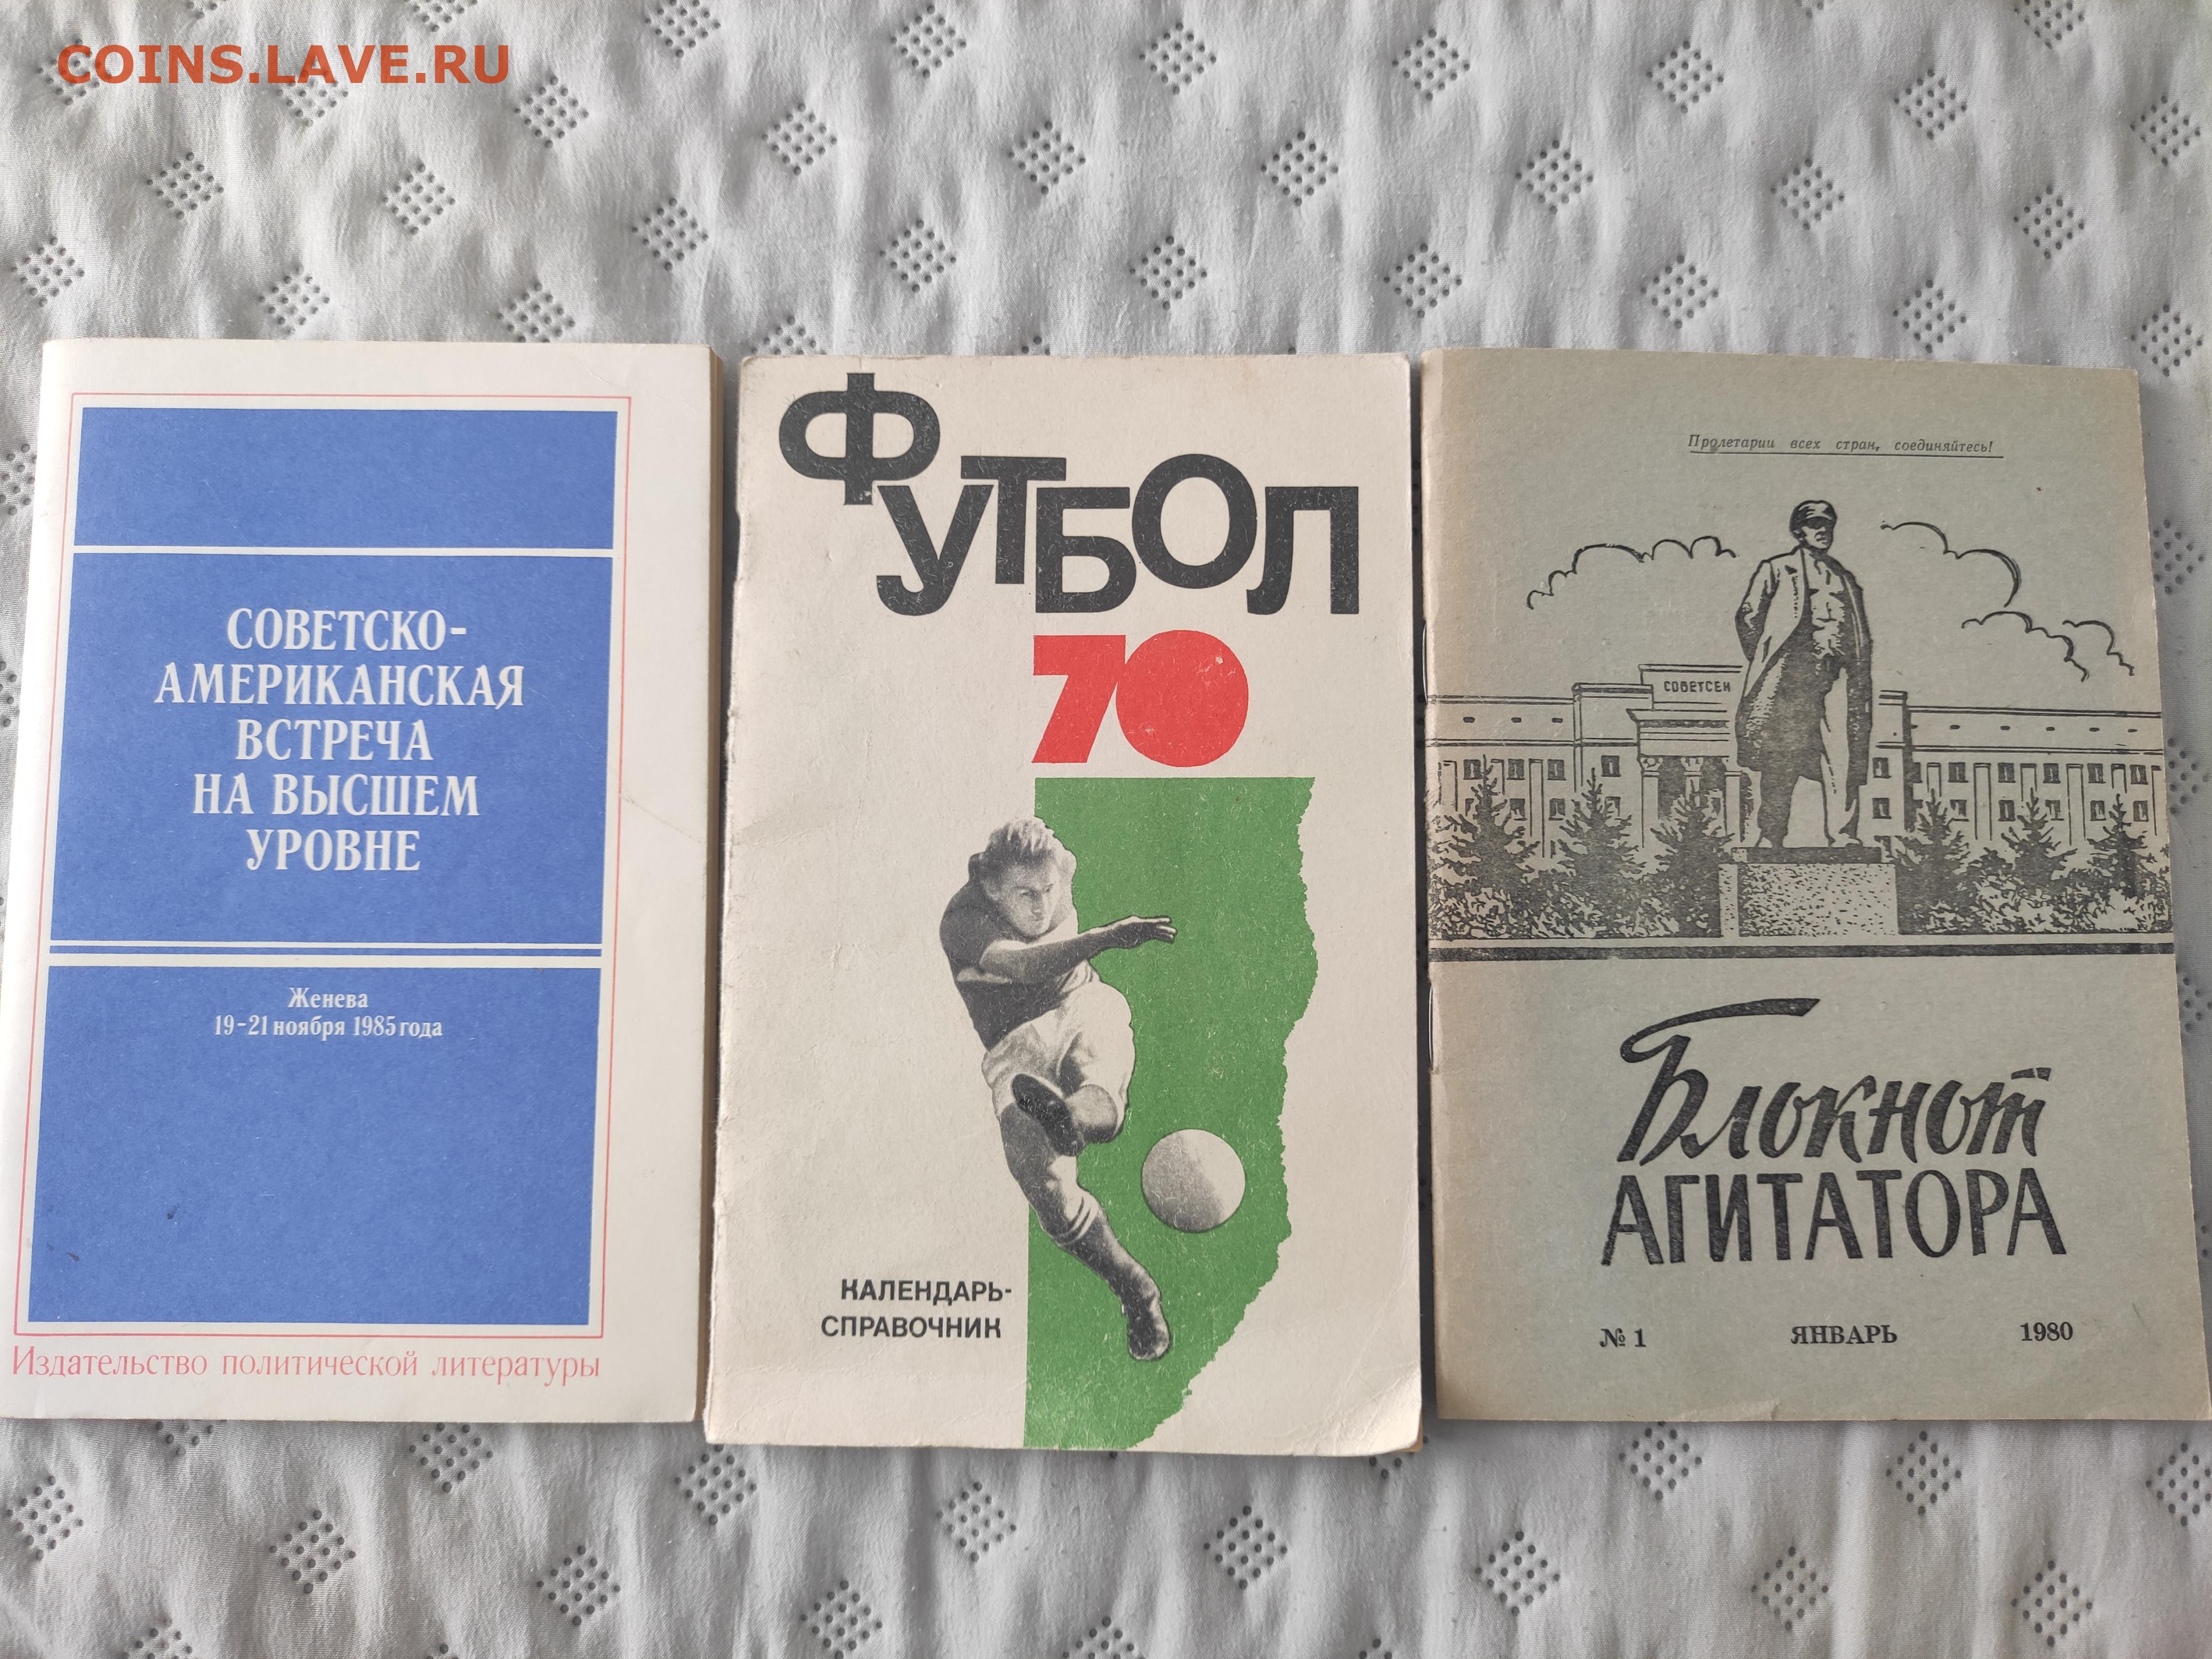 COINS.LAVE.RU
СОВЕТСКО-
АМЕРИКАНСКАЯ
ВСТРЕЧА
НА ВЫСШЕМ
УРОВНЕ
Женева
19-21 ноября 1985 года
Издательство политической литературы
ФУТБОЛ
70
КАЛЕНДАРЬ-
СПРАВОЧНИК
Пролетарии всех стран, соединяйтесь!
СОВЕТСЕН
Блокнот
АГИТАТОРА
№ 1 ЯНВАРЬ 1980